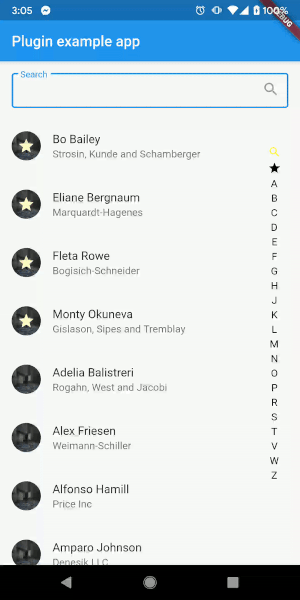 3:05
100%
DEBUG
Plugin example app
Search
Bo Bailey
Strosin, Kunde and Schamberger
Eliane Bergnaum
Marquardt-Hagenes
Fleta Rowe
Bogisich-Schneider
Monty Okuneva
Gislason, Sipes and Tremblay
Adelia Balistreri
Rogahn, West and Jacobi
Alex Friesen
Weimann-Schiller
Alfonso Hamill
Price Inc
Amparo Johnson
Denesik LLC
A
B
C
D
E
F
G
H
J
K
L
M
N
O
P
R
S
T
V
W
Z